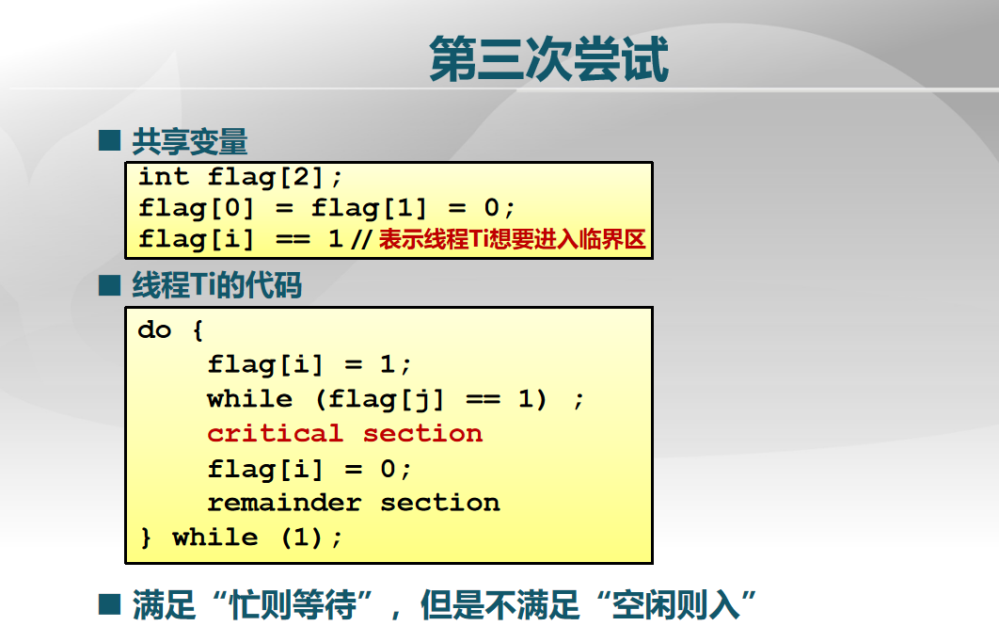 第三次尝试
共享变量
int flag[2];
flag[0] = flag[1] = 0;
flag[i] == 1 // 表示线程Ti想要进入临界区
线程Ti的代码
do {
flag[i] = 1;
while (flag[j] == 1) ;
critical section
flag[i] = 0;
remainder section
} while (1);
满足“忙则等待”，但是不满足“空闲则入”